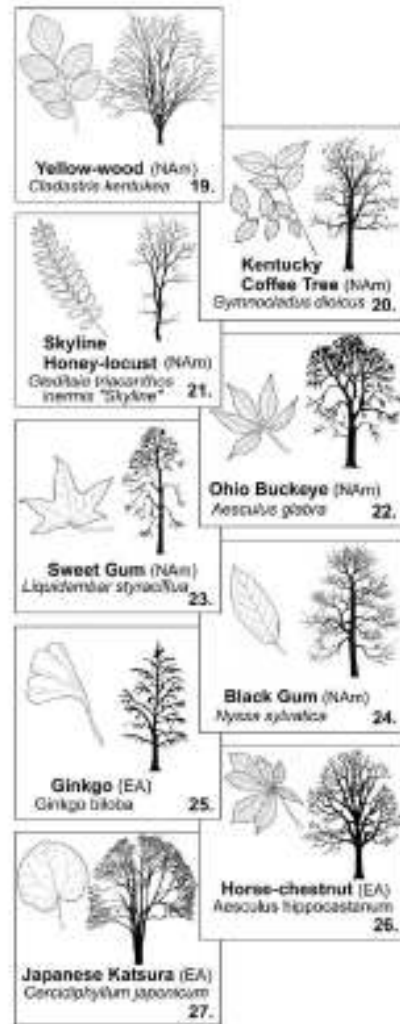 Yellow-wood (NAm)
Cladastris kentukea 19.
Kentucky
Coffee Tree (NAm)
Gymnocladus dioicus 20.
Skyline
Honey-locust (NAm)
Gleditsia triacanthos
inermis "Skyline" 21.
Ohio Buckeye (NAm)
Aesculus glabra 22.
Sweet Gum (NAm)
Liquidambar styraciflua
23.
Black Gum (NAm)
Nyssa sylvatica 24.
Ginkgo (EA)
Ginkgo biloba 25.
Horse-chestnut (EA)
Aesculus hippocastanum
26.
Japanese Katsura (EA)
Cercidiphyllum japonicum
27.